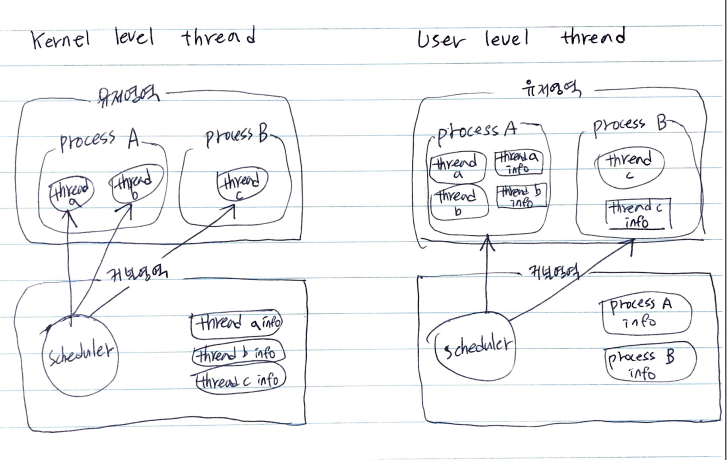 Kernel level thread
유저영역
process A
thread
a
thread
b
process B
thread
c
커널영역
scheduler
thread a info
thread b info
thread c info
User level thread
유저영역
process A
thread
a
thread a
info
thread
b
thread b
info
process B
thread
c
thread c
info
커널영역
scheduler
process A
info
process B
info